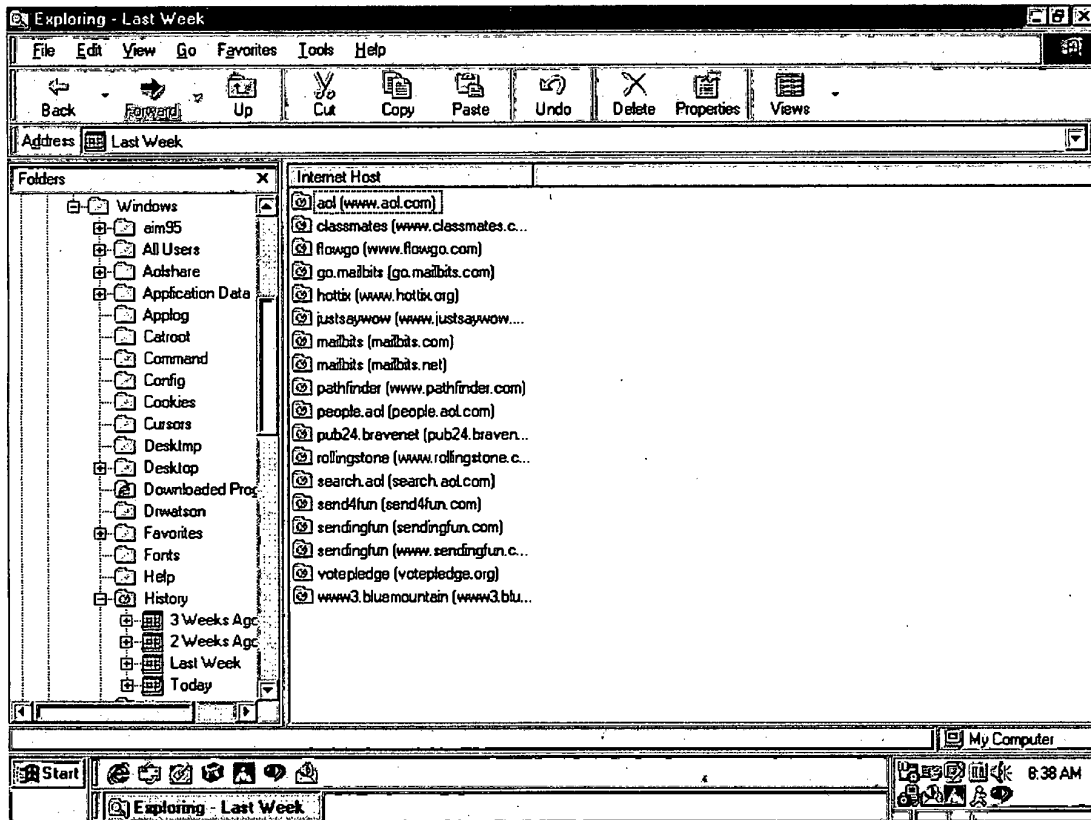 Exploring - Last Week
File Edit View Go Favorites Tools Help
Back Forward Up Cut Copy Paste Undo Delete Properties Views
Address Last Week
Folders x
Windows
aim95
All Users
Aolshare
Application Data
Applog
Catroot
Command
Config
Cookies
Cursors
Desktmp
Desktop
Downloaded Prog
Drwatson
Favorites
Fonts
Help
History
3 Weeks Ago
2 Weeks Ago
Last Week
Today
Internet Host
aol (www.aol.com)
classmates (www.classmates.c...
flowgo (www.flowgo.com)
go.mailbits (go.mailbits.com)
hottix (www.hottix.org)
justsaywow (www.justsaywow....
mailbits (mailbits.com)
mailbits (mailbits.net)
pathfinder (www.pathfinder.com)
people.aol (people.aol.com)
pub24.bravenet (pub24.braven...
rollingstone (www.rollingstone.c...
search.aol (search.aol.com)
send4fun (send4fun.com)
sendingfun (sendingfun.com)
sendingfun (www.sendingfun.c...
votepledge (votepledge.org)
www3.bluemountain (www3.blu...
My Computer
Start 8:38 AM
Exploring - Last Week